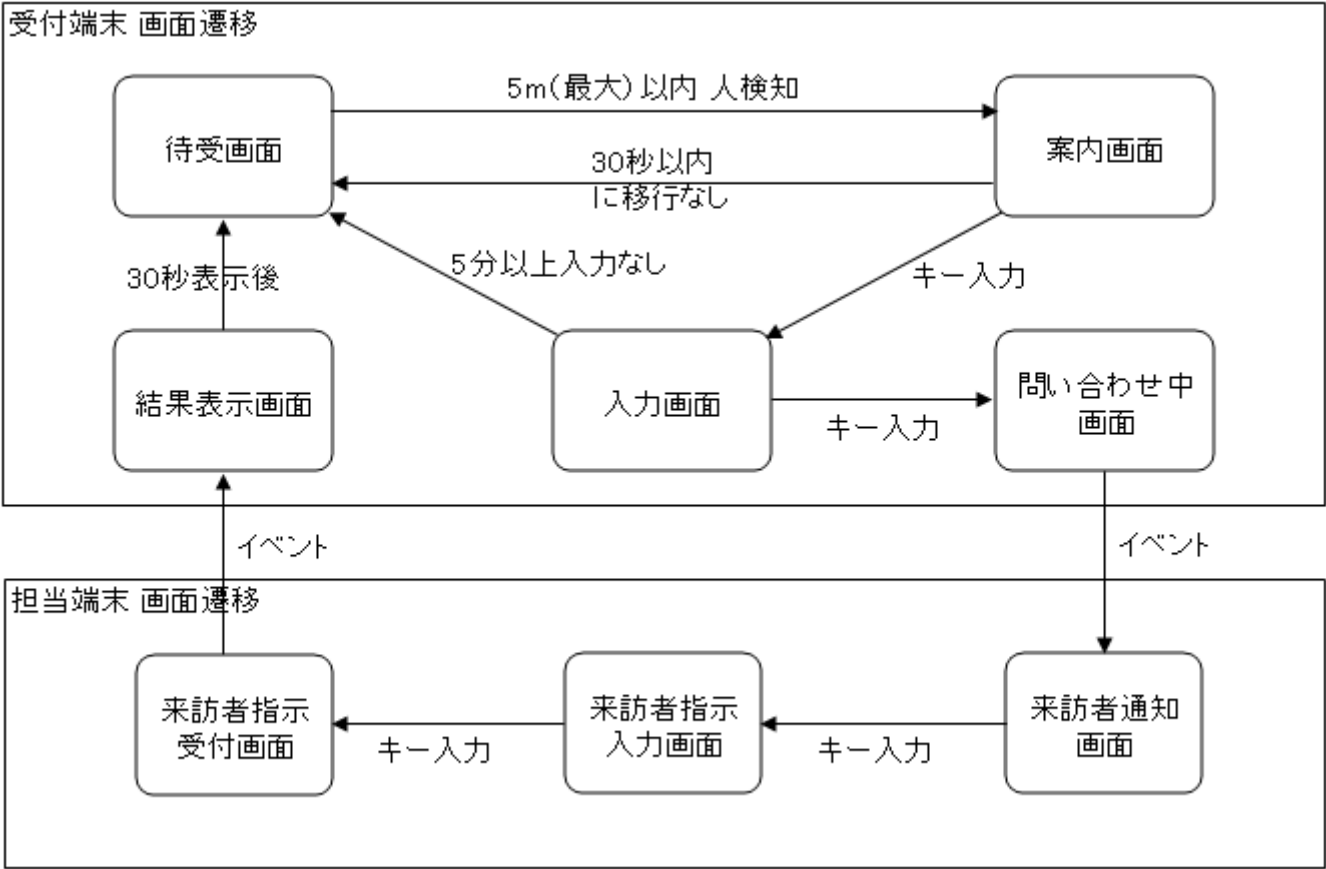 受付端末 画面遷移
5m(最大)以内 人検知
待受画面
案内画面
30秒以内
に移行なし
5分以上入力なし
キー入力
30秒表示後
結果表示画面
入力画面
問い合わせ中
画面
キー入力
イベント
イベント
担当端末 画面遷移
来訪者指示
受付画面
来訪者指示
入力画面
来訪者通知
画面
キー入力
キー入力